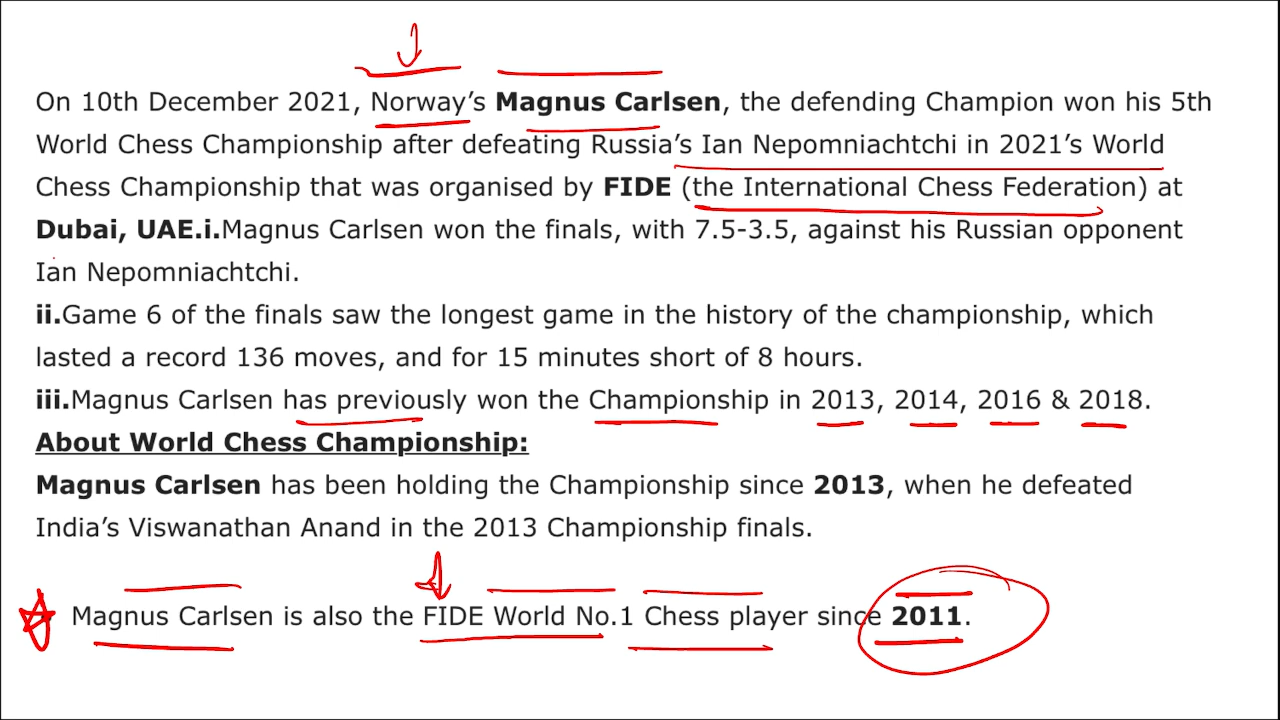 On 10th December 2021, Norway’s Magnus Carlsen, the defending Champion won his 5th
World Chess Championship after defeating Russia’s Ian Nepomniachtchi in 2021’s World
Chess Championship that was organised by FIDE (the International Chess Federation) at
Dubai, UAE.i.Magnus Carlsen won the finals, with 7.5-3.5, against his Russian opponent
Ian Nepomniachtchi.
ii.Game 6 of the finals saw the longest game in the history of the championship, which
lasted a record 136 moves, and for 15 minutes short of 8 hours.
iii.Magnus Carlsen has previously won the Championship in 2013, 2014, 2016 & 2018.
About World Chess Championship:
Magnus Carlsen has been holding the Championship since 2013, when he defeated
India’s Viswanathan Anand in the 2013 Championship finals.
Magnus Carlsen is also the FIDE World No.1 Chess player since 2011.